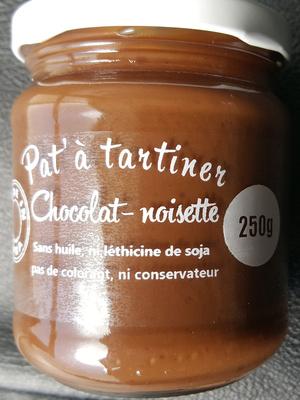 Pat' à tartiner
Chocolat-noisette
250g
Sans huile, ni léthicine de soja
pas de colorant, ni conservateur